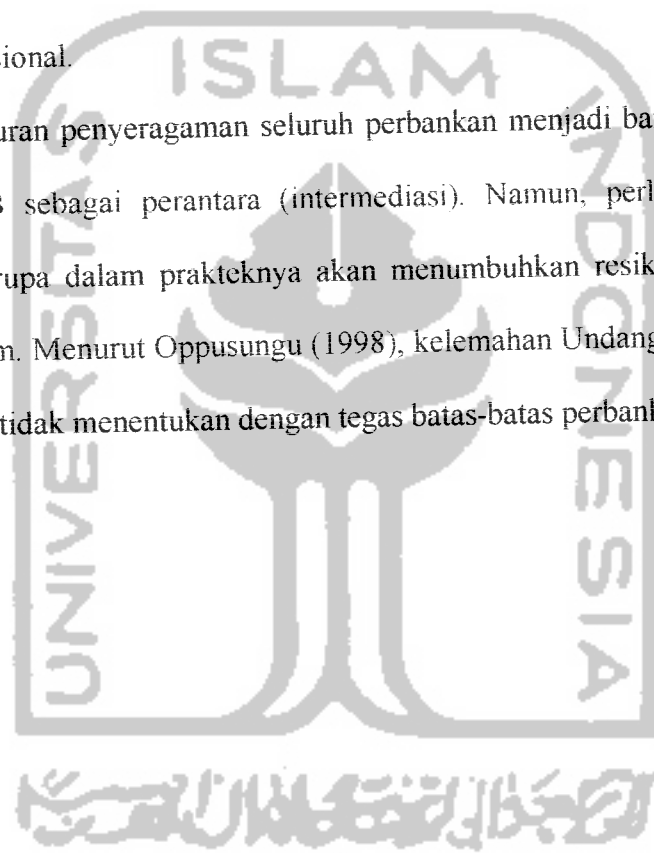 ISLAM
UNIVERSITAS
INDONESIA
sional.
uran penyeragaman seluruh perbankan menjadi ba
sebagai perantara (intermediasi). Namun, perl
rupa dalam prakteknya akan menumbuhkan resik
n. Menurut Oppusungu (1998), kelemahan Undang
tidak menentukan dengan tegas batas-batas perban